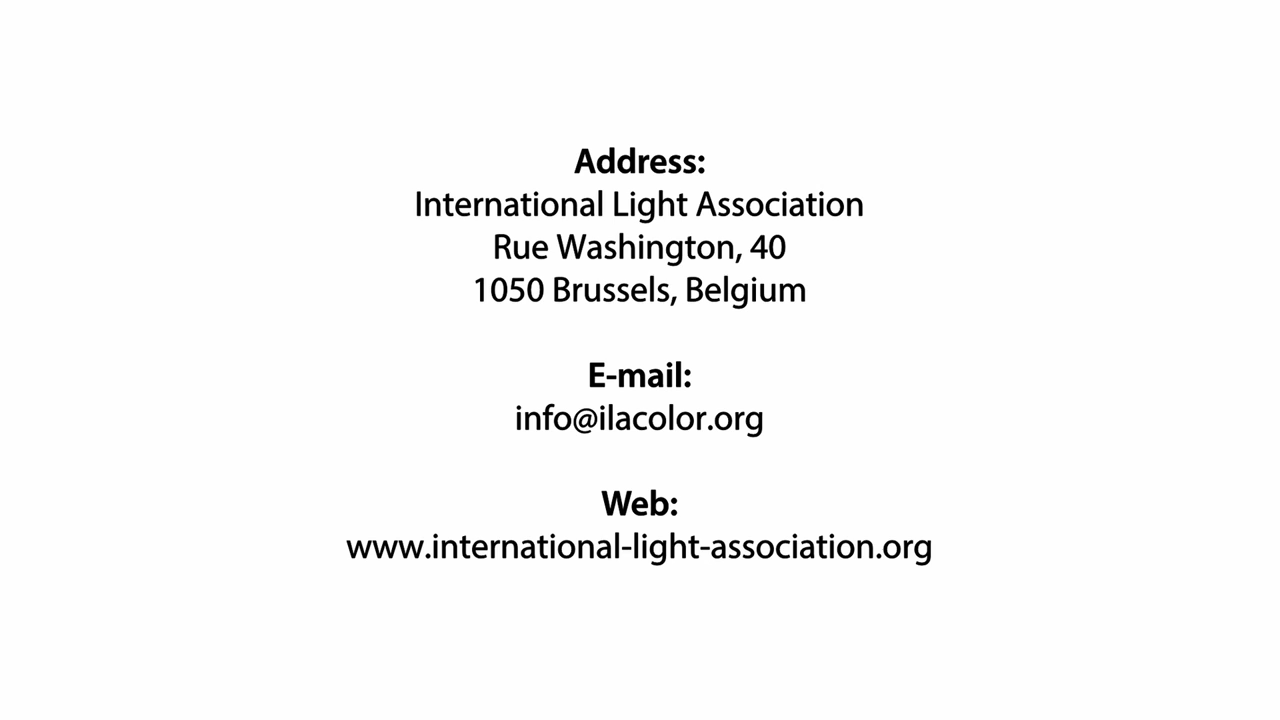 Address:
International Light Association
Rue Washington, 40
1050 Brussels, Belgium
E-mail:
info@ilacolor.org
Web:
www.international-light-association.org